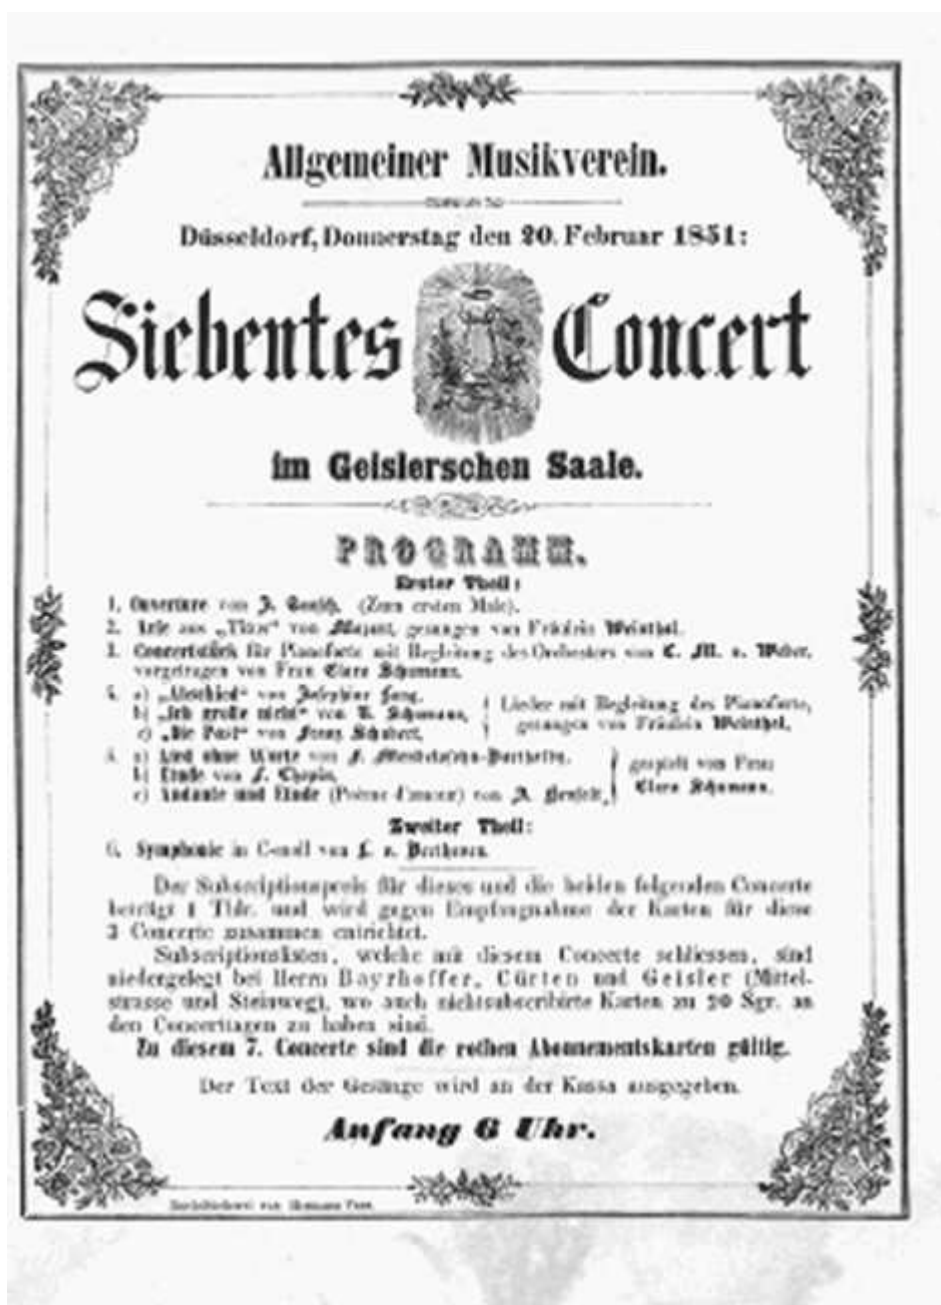 Allgemeiner Musikverein.
Düsseldorf, Donnerstag den 20. Februar 1851:
Siebentes Concert
im Geislerschen Saale.
PROGRAMM.
Erster Theil:
1. Ouverture von J. (Zum ersten Male).
2. Arie aus „Titus“ von Mozart, gesungen von Fräulein Weinthal.
3. Concertstück für Pianoforte mit Begleitung des Orchesters von C. M. v. Weber,
vorgetragen von Frau Clara Schumann.
4. a) „Abschied“ von Josephine Lang,
b) „Ich grolle nicht“ von R. Schumann,
c) „Die Post“ von Franz Schubert,
Lieder mit Begleitung des Pianoforte,
gesungen von Fräulein Weinthal.
5. a) Lied ohne Worte von F. Mendelssohn-Bartholdy,
b) Etude von F. Chopin,
c) Andante und Etude (Poëme d'amour) von A. Henselt,
gespielt von Frau
Clara Schumann.
Zweiter Theil:
6. Symphonie in C-moll von L. v. Beethoven.
Der Subscriptionspreis für dieses und die beiden folgenden Concerte
beträgt 1 Thlr. und wird gegen Empfangnahme der Karten für diese
3 Concerte zusammen entrichtet.
Subscriptionslisten, welche mit diesem Concerte schliessen, sind
niedergelegt bei Herrn Bayrhoffer, Cürten und Geisler (Mittel-
strasse und Steinweg), wo auch nichtsubscribirte Karten zu 20 Sgr. an
den Concerttagen zu haben sind.
Zu diesem 7. Concerte sind die rothen Abonnementskarten gültig.
Der Text der Gesänge wird an der Kassa ausgegeben.
Anfang 6 Uhr.
von Hermann